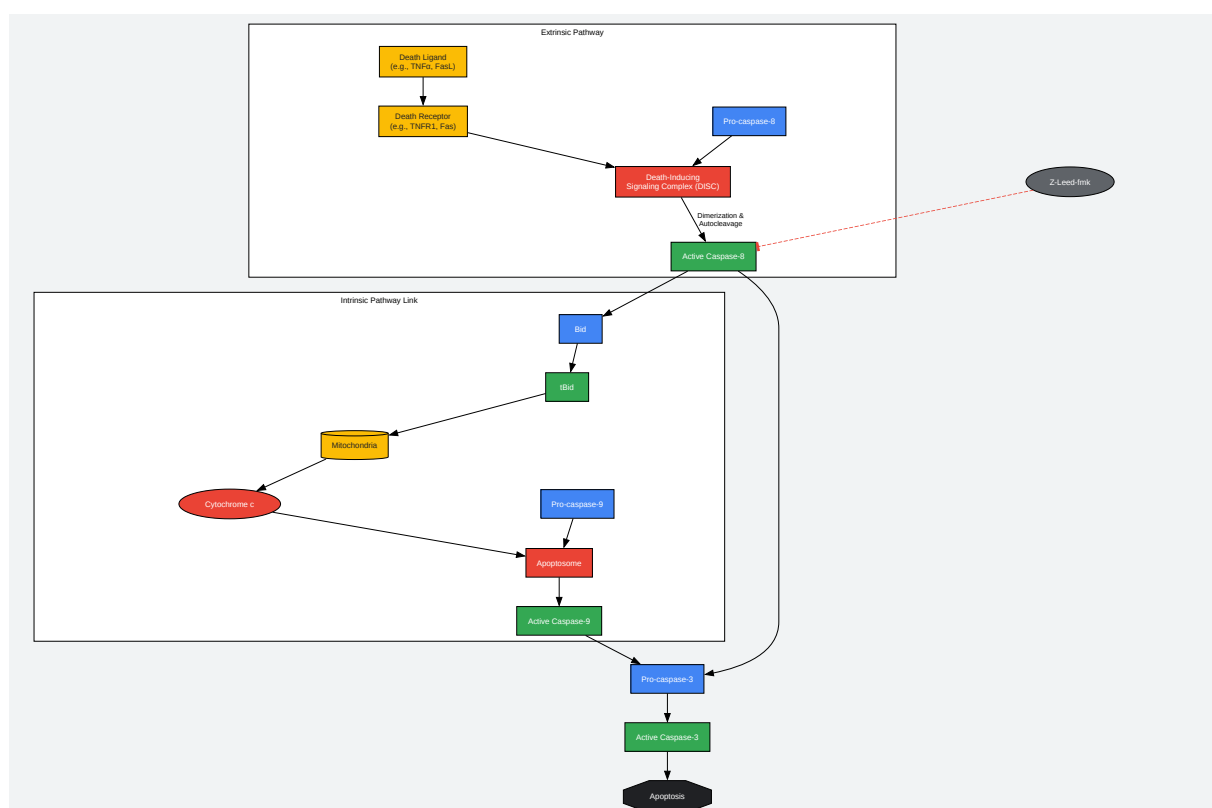 Extrinsic Pathway
Death Ligand
(e.g., TNFα, FasL)
Death Receptor
(e.g., TNFR1, Fas)
Pro-caspase-8
Death-Inducing
Signaling Complex (DISC)
Z-Leed-fmk
Dimerization &
Autocleavage
Active Caspase-8
Intrinsic Pathway Link
Bid
tBid
Mitochondria
Cytochrome c
Pro-caspase-9
Apoptosome
Active Caspase-9
Pro-caspase-3
Active Caspase-3
Apoptosis